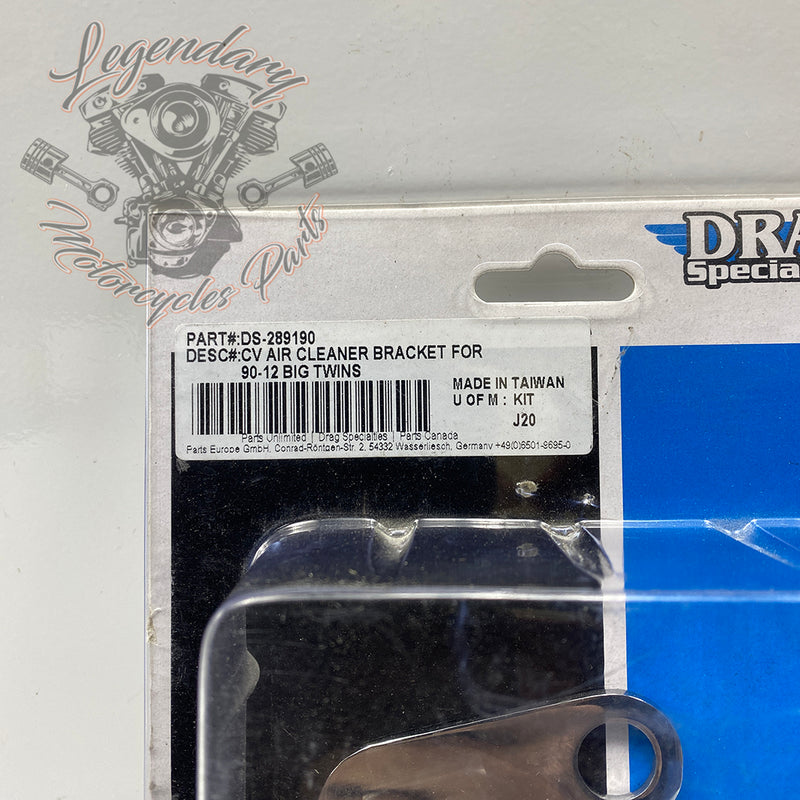 Legendary
Motorcycles Parts
DRA
Specia
PART#:DS-289190
DESC#:CV AIR CLEANER BRACKET FOR
90-12 BIG TWINS
MADE IN TAIWAN
U OF M : KIT
J20
Parts Unlimited | Drag Specialties | Parts Canada
Parts Europe GmbH, Conrad-Röntgen-Str. 2, 54332 Wasserliesch, Germany +49(0)6501-9695-0